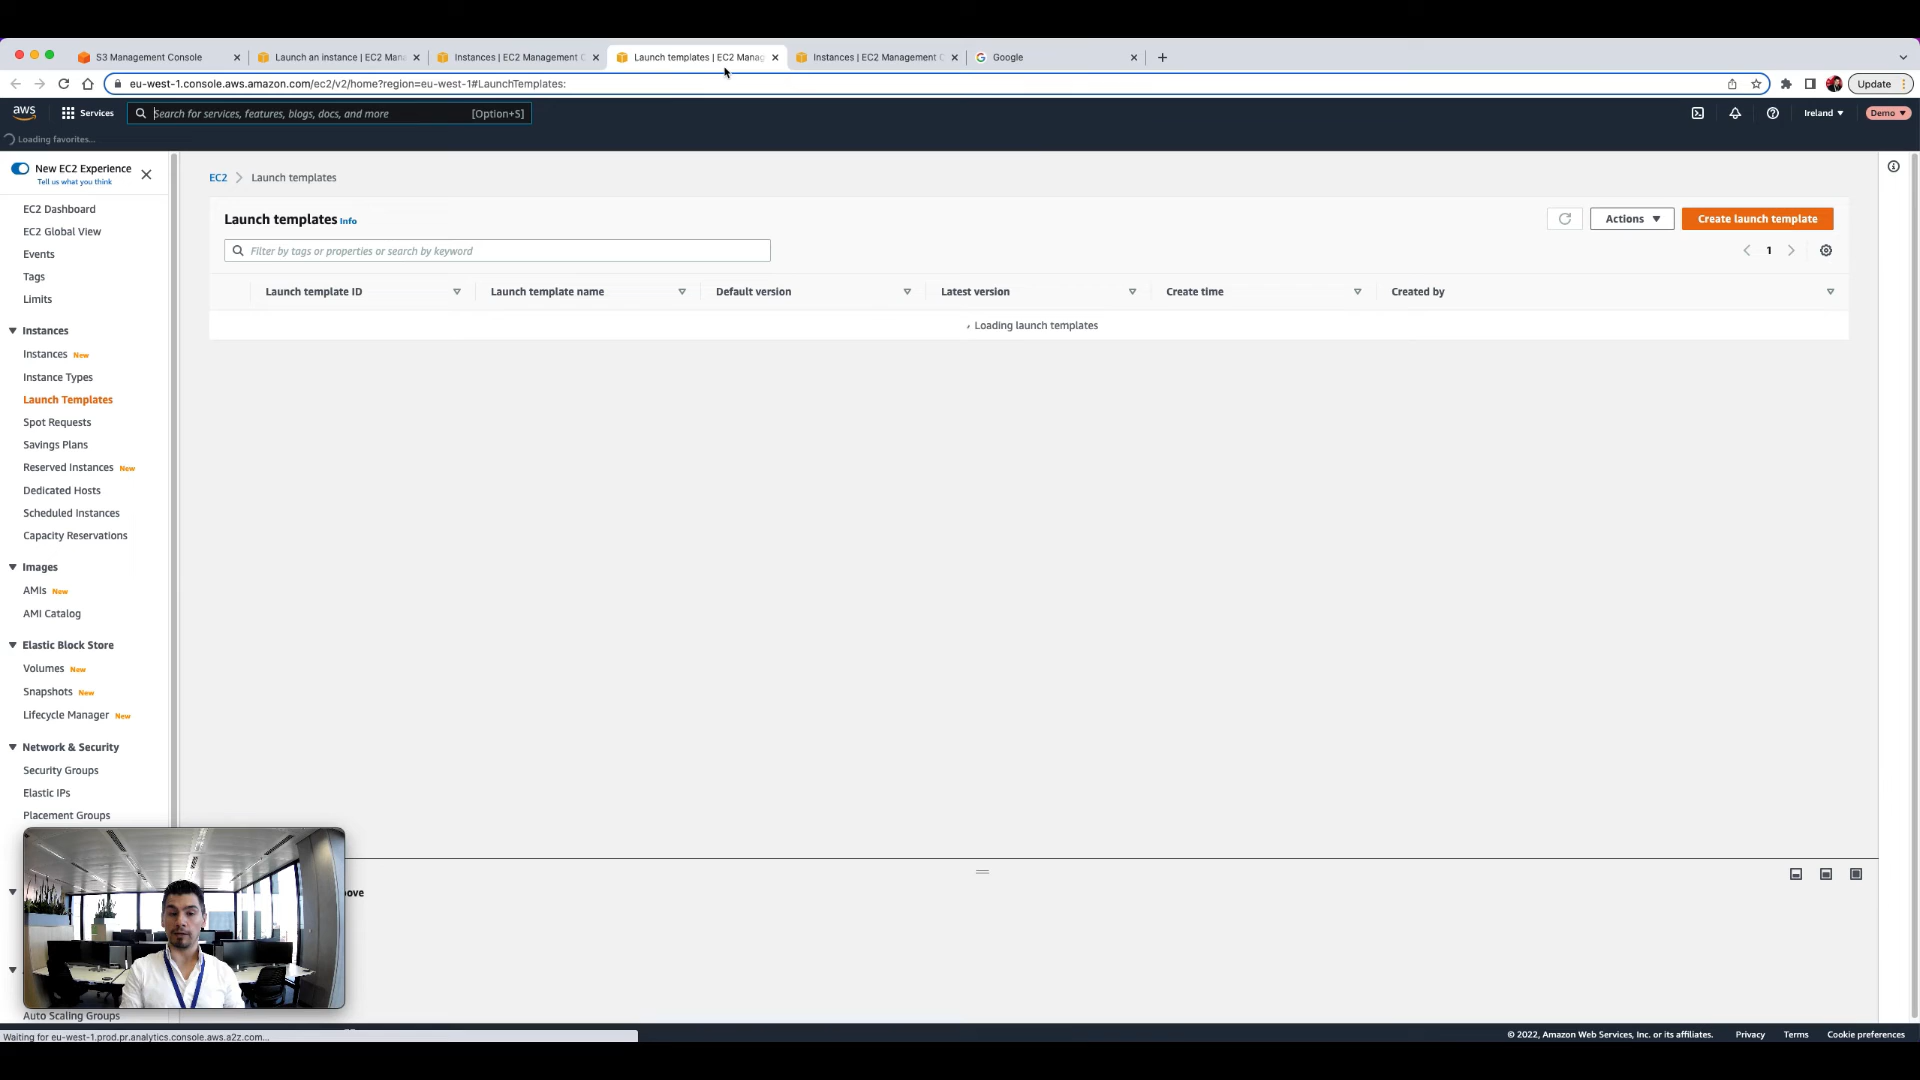 S3 Management Console
Launch an instance | EC2 Mana
Instances | EC2 Management C
Launch templates | EC2 Manag
Instances | EC2 Management C
Google
eu-west-1.console.aws.amazon.com/ec2/v2/home?region=eu-west-1#LaunchTemplates:
Update
aws
Services
Search for services, features, blogs, docs, and more
[Option+S]
Ireland
Demo
Loading favorites...
New EC2 Experience
Tell us what you think
EC2 Dashboard
EC2 Global View
Events
Tags
Limits
Instances
Instances New
Instance Types
Launch Templates
Spot Requests
Savings Plans
Reserved Instances New
Dedicated Hosts
Scheduled Instances
Capacity Reservations
Images
AMIs New
AMI Catalog
Elastic Block Store
Volumes New
Snapshots New
Lifecycle Manager New
Network & Security
Security Groups
Elastic IPs
Placement Groups
Auto Scaling Groups
EC2
Launch templates
Launch templates Info
Actions
Create launch template
Filter by tags or properties or search by keyword
1
Launch template ID
Launch template name
Default version
Latest version
Create time
Created by
Loading launch templates
bove
Waiting for eu-west-1.prod.pr.analytics.console.aws.a2z.com...
© 2022, Amazon Web Services, Inc. or its affiliates.
Privacy
Terms
Cookie preferences